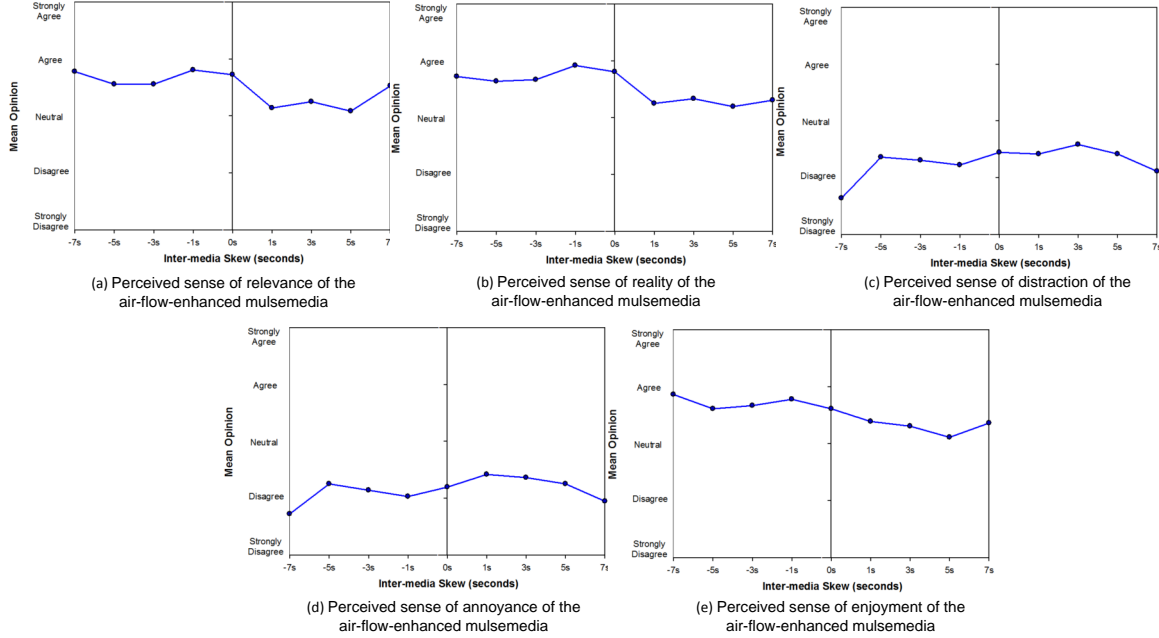 Strongly
Agree
Agree
Neutral
Disagree
Strongly
Disagree
Mean Opinion
-7s -5s -3s -1s 0s 1s 3s 5s 7
Inter-media Skew (seconds)
(a) Perceived sense of relevance of the
air-flow-enhanced mulsemedia
Strongly
Agree
Agree
Neutral
Disagree
Strongly
Disagree
Mean Opinion
-7s -5s -3s -1s 0s 1s 3s 5s 7s
Inter-media Skew (seconds)
(b) Perceived sense of reality of the
air-flow-enhanced mulsemedia
Strongly
Agree
Agree
Neutral
Disagree
Strongly
Disagree
Mean Opinion
-7s -5s -3s -1s 0s 1s 3s 5s 7s
Inter-media Skew (seconds)
(c) Perceived sense of distraction of the
air-flow-enhanced mulsemedia
Strongly
Agree
Agree
Neutral
Disagree
Strongly
Disagree
Mean Opinion
-7s -5s -3s -1s 0s 1s 3s 5s 7s
Inter-media Skew (seconds)
(d) Perceived sense of annoyance of the
air-flow-enhanced mulsemedia
Strongly
Agree
Agree
Neutral
Disagree
Strongly
Disagree
Mean Opinion
-7s -5s -3s -1s 0s 1s 3s 5s 7s
Inter-media Skew (seconds)
(e) Perceived sense of enjoyment of the
air-flow-enhanced mulsemedia